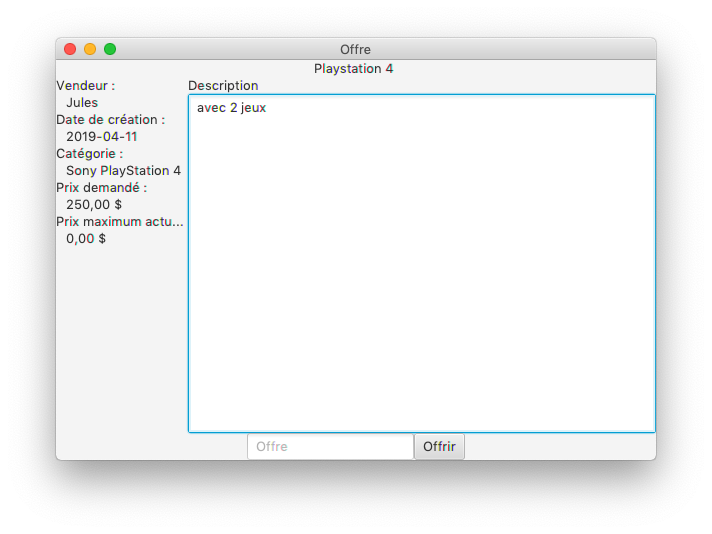 Offre
Playstation 4
Vendeur :
Jules
Date de création :
2019-04-11
Catégorie :
Sony PlayStation 4
Prix demandé :
250,00 $
Prix maximum actu...
0,00 $
Description
avec 2 jeux
Offre
Offrir